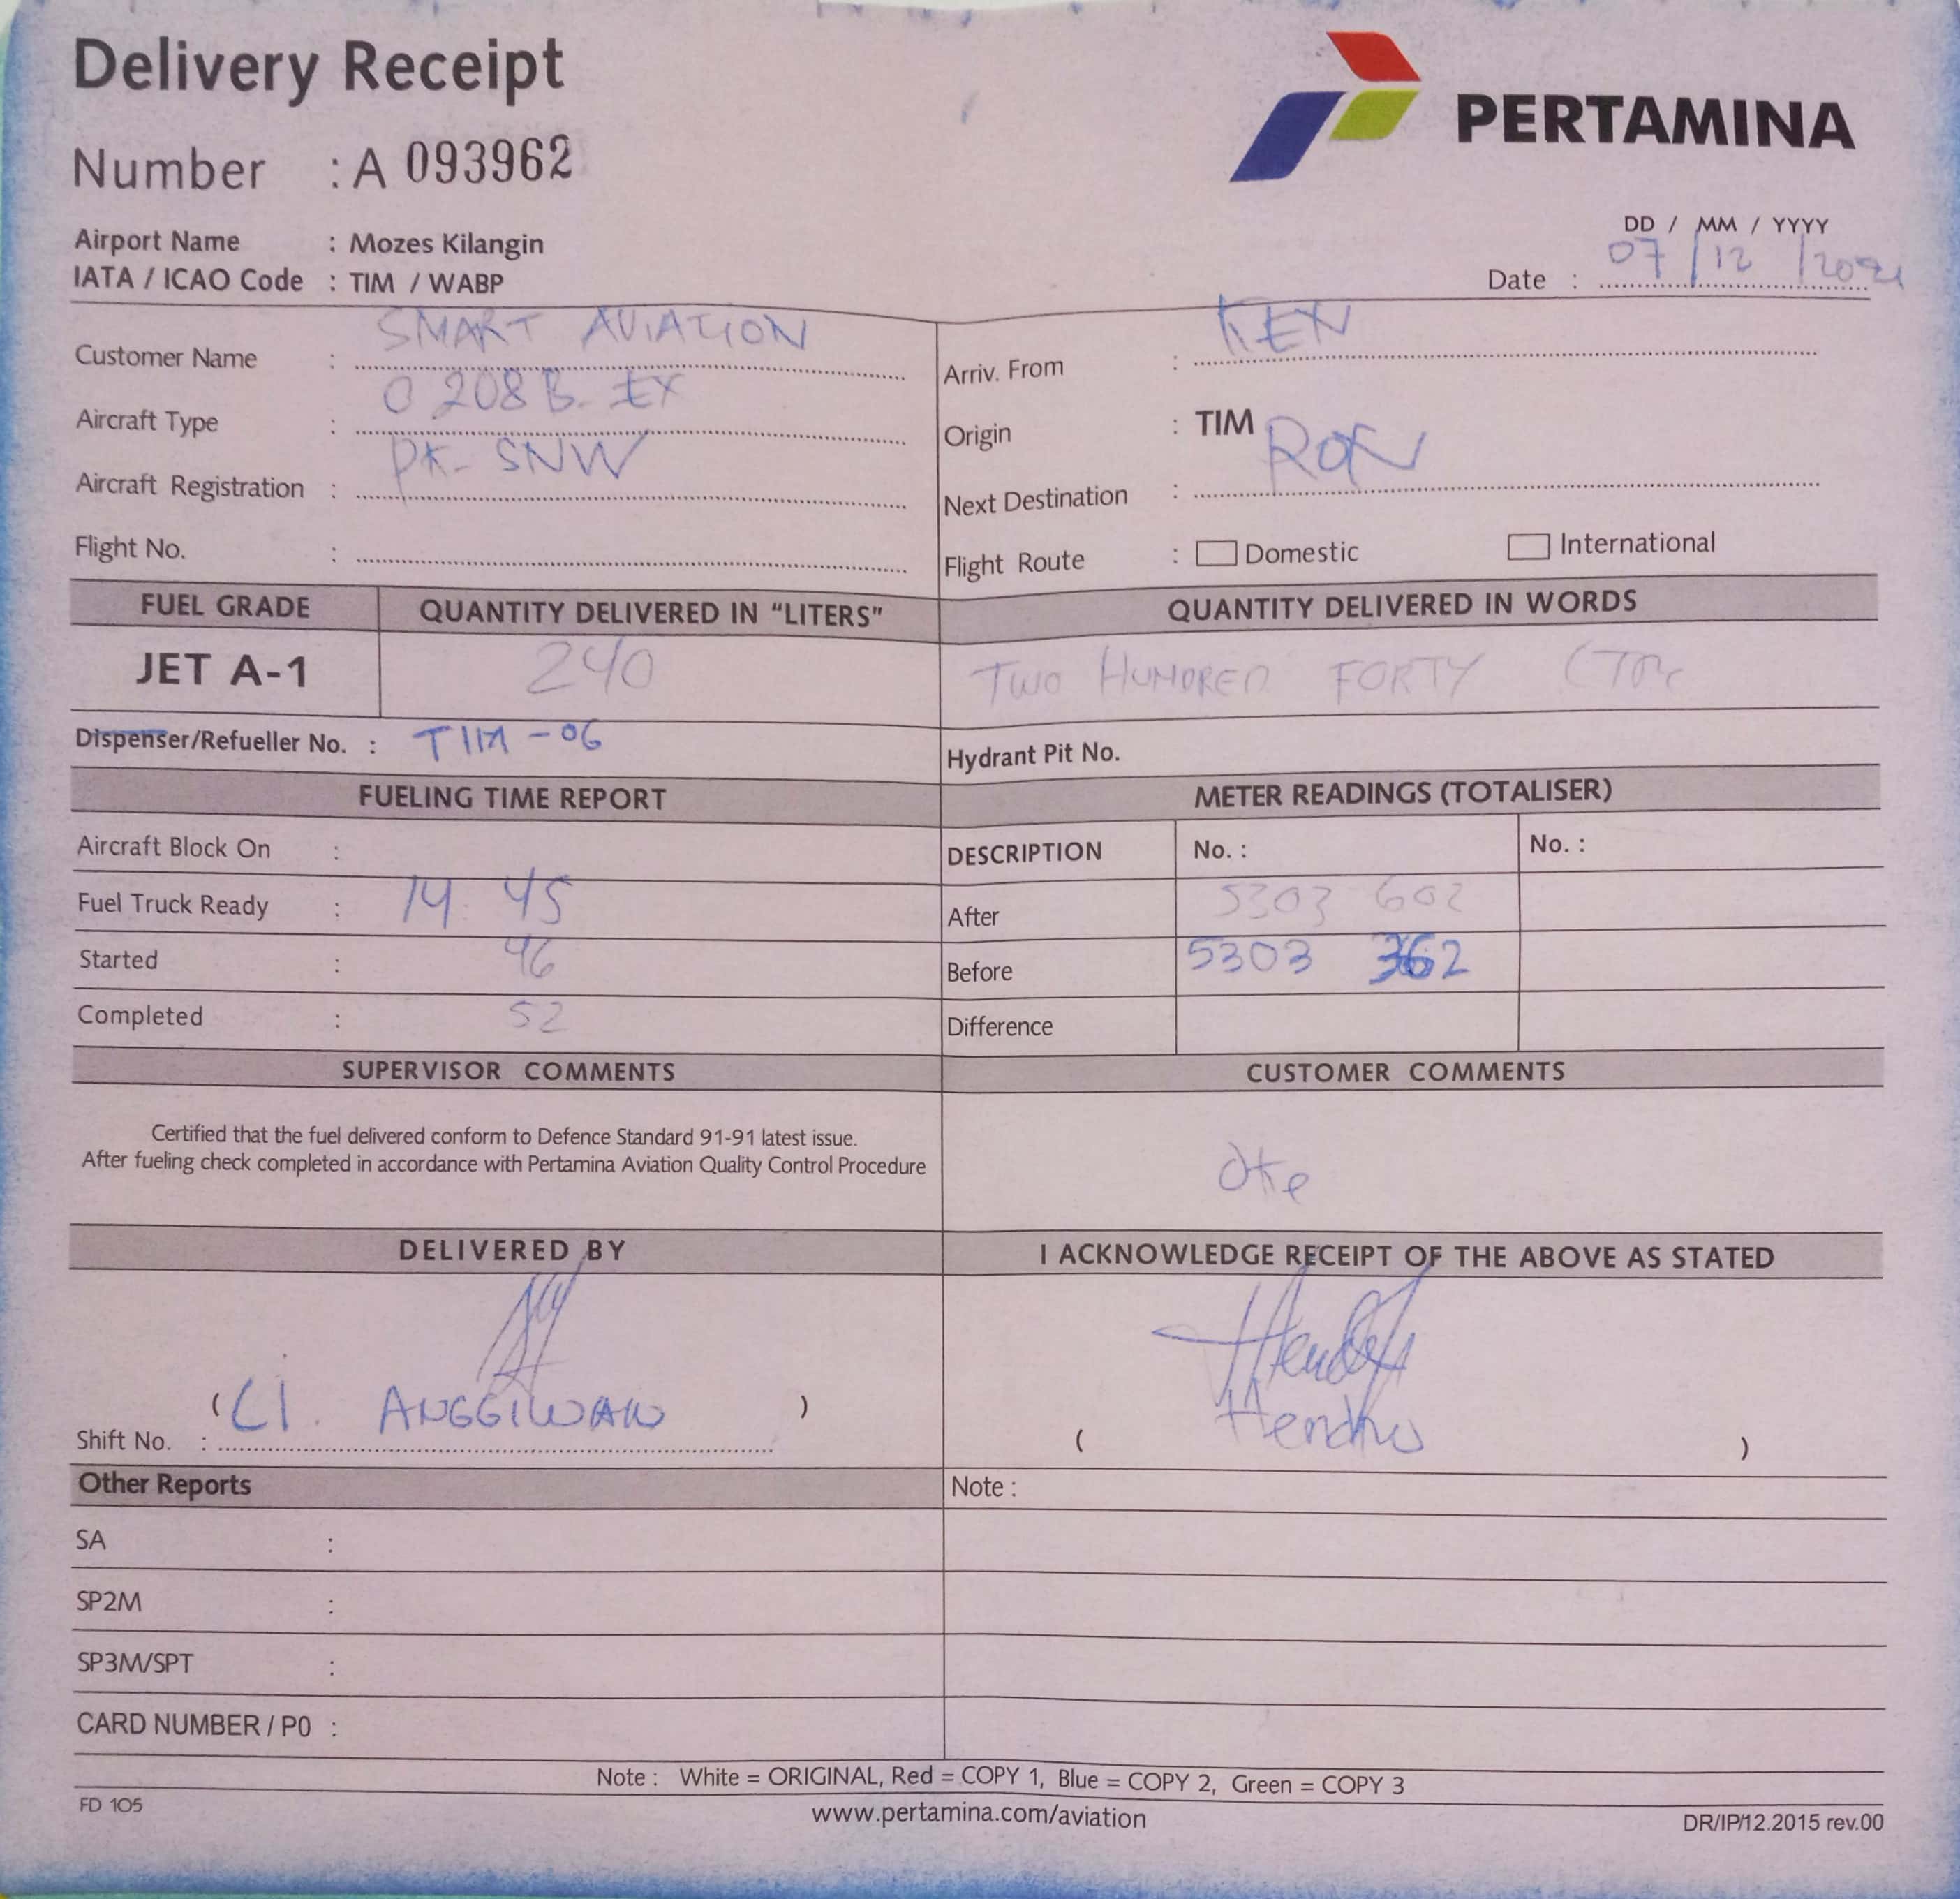 Delivery Receipt
PERTAMINA
Number : A 093962
Airport Name : Mozes Kilangin
IATA / ICAO Code : TIM / WABP
DD / MM / YYYY
Date : 07/12/2021
Customer Name : SMART AVIATION
Aircraft Type : C 208 B. EX
Aircraft Registration : PK-SNW
Flight No. :
Arriv. From : KEN
Origin : TIM
Next Destination : RON
Flight Route : Domestic International
FUEL GRADE QUANTITY DELIVERED IN "LITERS" QUANTITY DELIVERED IN WORDS
JET A-1 240 TWO HUNDRED FORTY
Dispenser/Refueller No. : TIM-06
Hydrant Pit No.
FUELING TIME REPORT
Aircraft Block On :
Fuel Truck Ready : 14 45
Started : 46
Completed : 52
METER READINGS (TOTALISER)
DESCRIPTION No. : No. :
After 5303 602
Before 5303 362
Difference
SUPERVISOR COMMENTS
Certified that the fuel delivered conform to Defence Standard 91-91 latest issue.
After fueling check completed in accordance with Pertamina Aviation Quality Control Procedure
CUSTOMER COMMENTS
oke
DELIVERED BY
( ANGGIWAN )
Shift No. :
I ACKNOWLEDGE RECEIPT OF THE ABOVE AS STATED
( )
Other Reports
SA :
SP2M :
SP3M/SPT :
CARD NUMBER / P0 :
Note :
Note : White = ORIGINAL, Red = COPY 1, Blue = COPY 2, Green = COPY 3
FD 105
www.pertamina.com/aviation
DR/IP/12.2015 rev.00